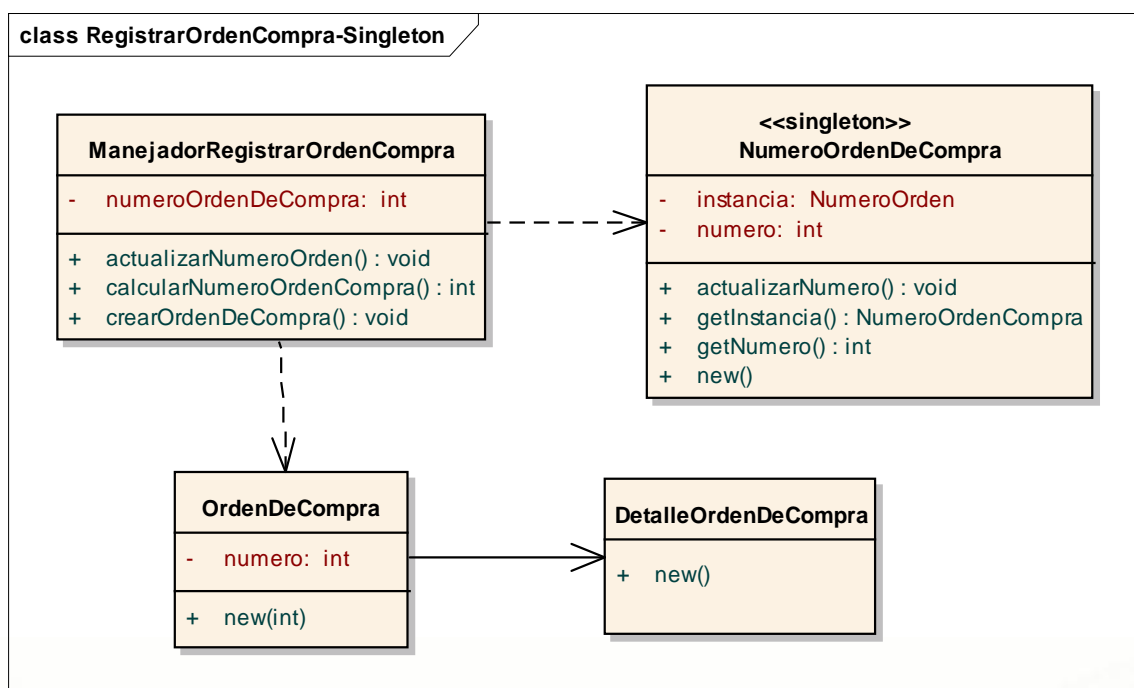 class RegistrarOrdenCompra-Singleton
ManejadorRegistrarOrdenCompra
- numeroOrdenDeCompra: int
+ actualizarNumeroOrden() : void
+ calcularNumeroOrdenCompra() : int
+ crearOrdenDeCompra() : void
<<singleton>>
NumeroOrdenDeCompra
- instancia: NumeroOrden
- numero: int
+ actualizarNumero() : void
+ getInstancia() : NumeroOrdenCompra
+ getNumero() : int
+ new()
OrdenDeCompra
- numero: int
+ new(int)
DetalleOrdenDeCompra
+ new()